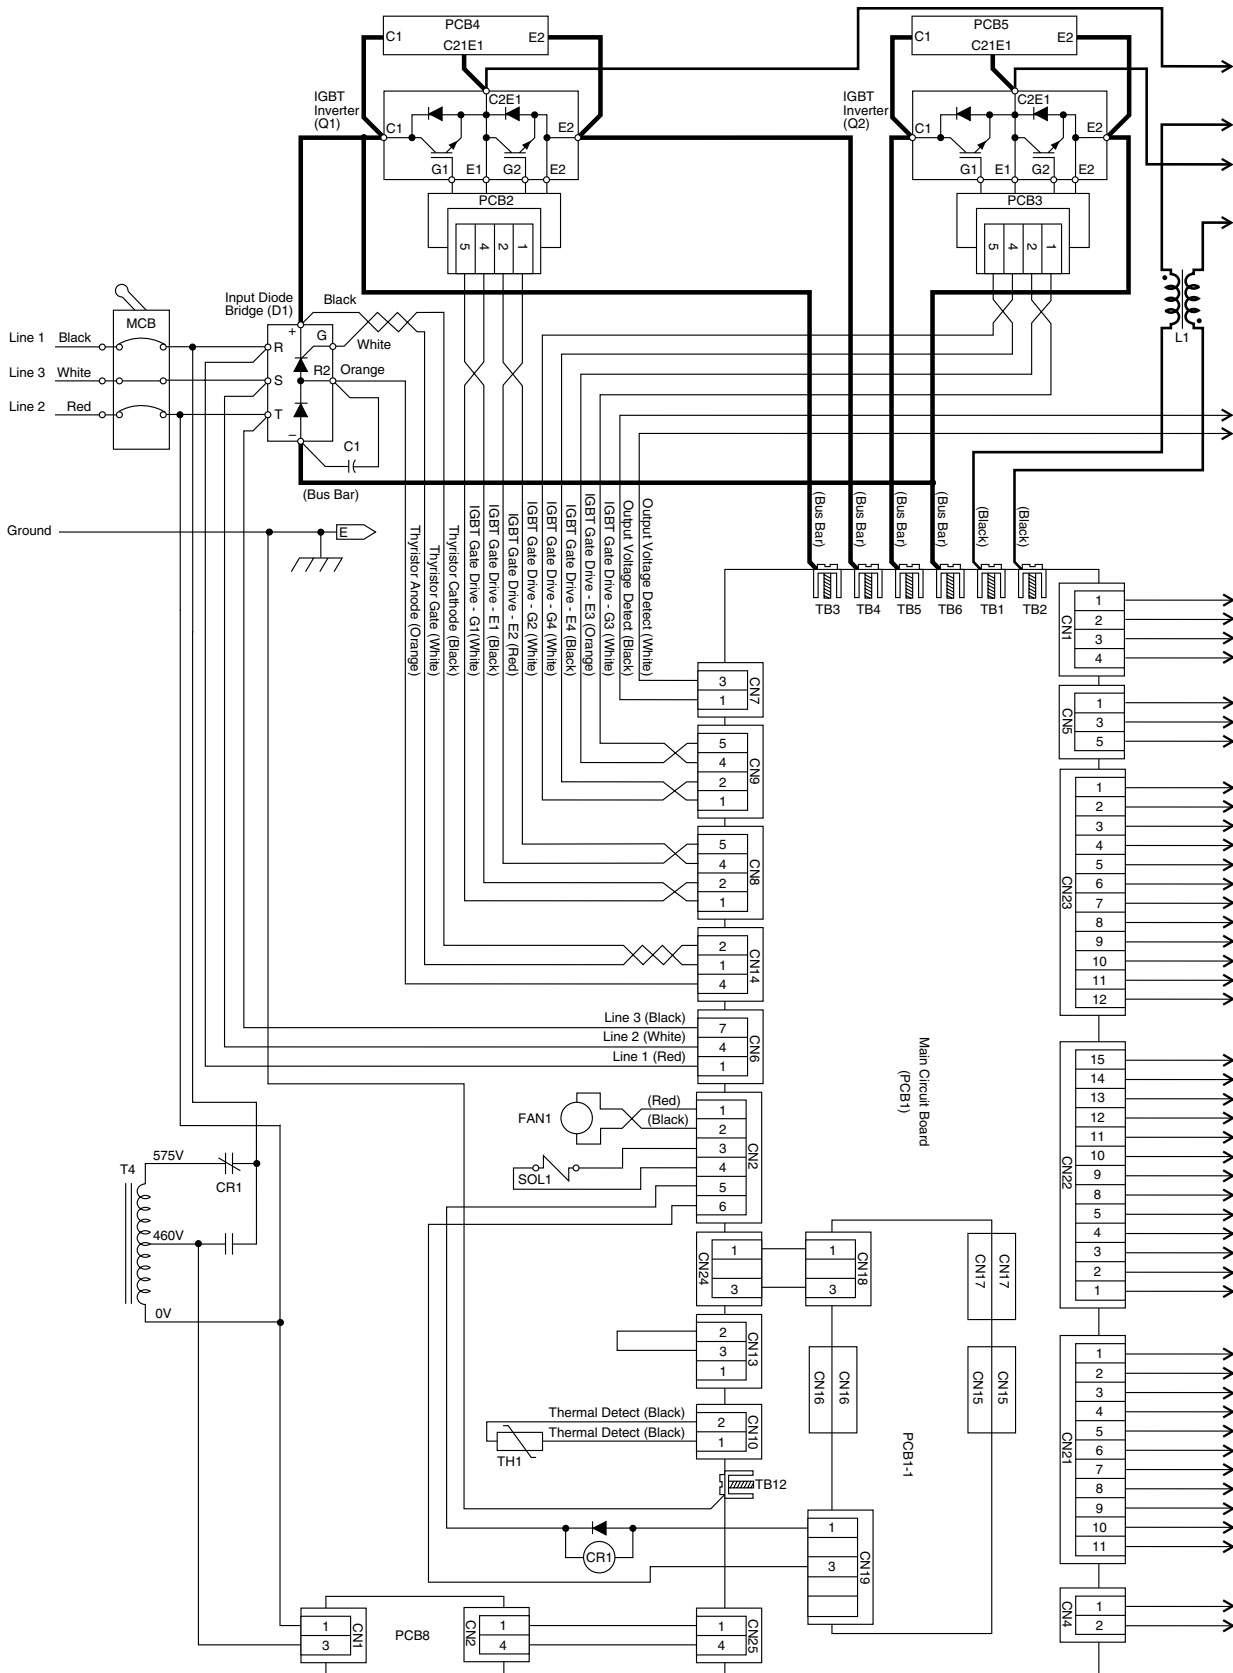 PCB4
C1
E2
C21E1
PCB5
C1
E2
C21E1
IGBT
Inverter
(Q1)
C2E1
C1
E2
G1
E1
G2
E2
IGBT
Inverter
(Q2)
C2E1
C1
E2
G1
E1
G2
E2
PCB2
5
4
2
1
PCB3
5
4
2
1
Input Diode
Bridge (D1)
Black
White
Orange
MCB
Line 1
Black
Line 3
White
Line 2
Red
+
G
R
R2
S
T
–
C1
(Bus Bar)
L1
Ground
E
Thyristor Anode (Orange)
Thyristor Gate (White)
Thyristor Cathode (Black)
IGBT Gate Drive - G1(White)
IGBT Gate Drive - E1 (Black)
IGBT Gate Drive - E2 (Red)
IGBT Gate Drive - G2 (White)
IGBT Gate Drive - G4 (White)
IGBT Gate Drive - E4 (Black)
IGBT Gate Drive - E3 (Orange)
IGBT Gate Drive - G3 (White)
Output Voltage Detect (Black)
Output Voltage Detect (White)
(Bus Bar)
(Bus Bar)
(Bus Bar)
(Bus Bar)
(Black)
(Black)
TB3
TB4
TB5
TB6
TB1
TB2
CN1
1
2
3
4
CN5
1
3
5
CN23
1
2
3
4
5
6
7
8
9
10
11
12
CN22
15
14
13
12
11
10
9
8
5
4
3
2
1
CN21
1
2
3
4
5
6
7
8
9
10
11
CN4
1
2
CN7
3
1
CN9
5
4
2
1
CN8
5
4
2
1
CN14
2
1
4
Line 3 (Black)
Line 2 (White)
Line 1 (Red)
CN6
7
4
1
Main Circuit Board
(PCB1)
FAN1
(Red)
(Black)
SOL1
CN2
1
2
3
4
5
6
T4
575V
CR1
460V
0V
CN24
1
3
CN18
1
3
CN17
CN17
CN13
2
3
1
CN16
CN16
CN15
CN15
Thermal Detect (Black)
Thermal Detect (Black)
TH1
CN10
2
1
PCB1-1
TB12
CR1
CN19
1
3
CN1
1
3
PCB8
CN2
1
4
CN25
1
4